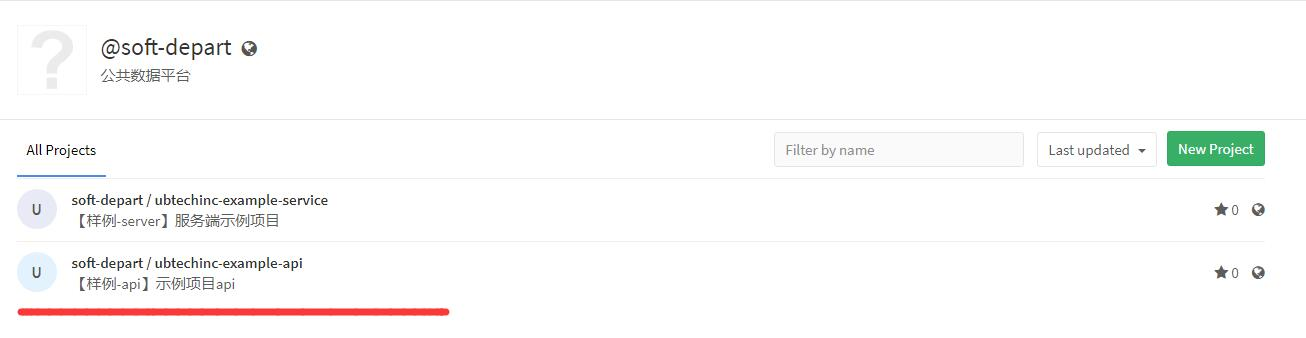 ?
@soft-depart
公共数据平台
All Projects
Filter by name
Last updated
New Project
U
soft-depart / ubtechinc-example-service
【样例-server】服务端示例项目
0
U
soft-depart / ubtechinc-example-api
【样例-api】示例项目api
0